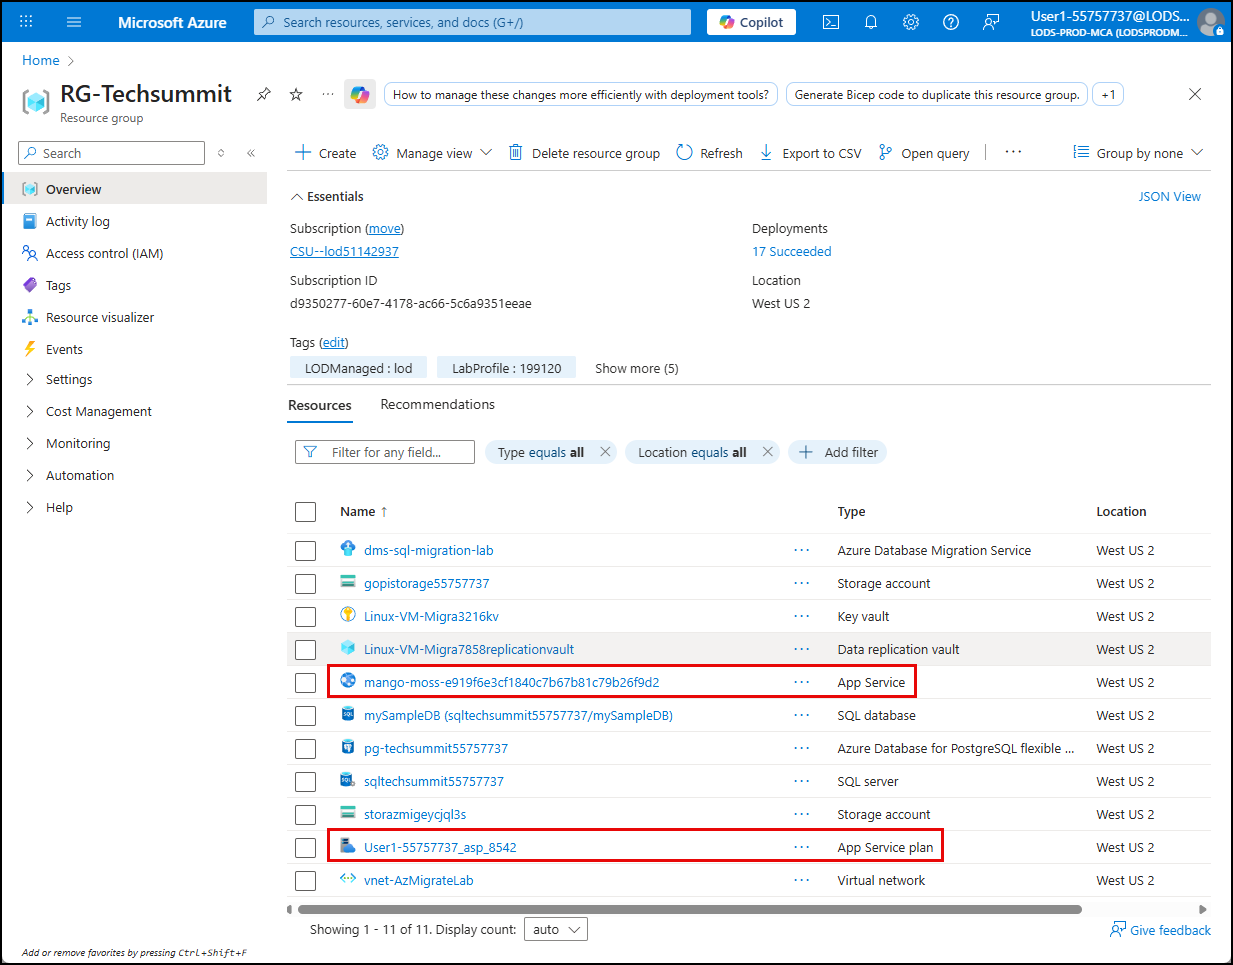 Microsoft Azure
Search resources, services, and docs (G+/)
Copilot
User1-55757737@LODS...
LODS-PROD-MCA (LODSPRODM...
Home
RG-Techsummit
Resource group
How to manage these changes more efficiently with deployment tools?
Generate Bicep code to duplicate this resource group.
+1
Search
Create
Manage view
Delete resource group
Refresh
Export to CSV
Open query
Group by none
Overview
Activity log
Access control (IAM)
Tags
Resource visualizer
Events
Settings
Cost Management
Monitoring
Automation
Help
Essentials
JSON View
Subscription (move)
CSU--lod51142937
Subscription ID
d9350277-60e7-4178-ac66-5c6a9351eeae
Deployments
17 Succeeded
Location
West US 2
Tags (edit)
LODManaged : lod
LabProfile : 199120
Show more (5)
Resources
Recommendations
Filter for any field...
Type equals all
Location equals all
Add filter
Name ↑ Type Location
dms-sql-migration-lab ... Azure Database Migration Service West US 2
gopistorage55757737 ... Storage account West US 2
Linux-VM-Migra3216kv ... Key vault West US 2
Linux-VM-Migra7858replicationvault ... Data replication vault West US 2
mango-moss-e919f6e3cf1840c7b67b81c79b26f9d2 ... App Service West US 2
mySampleDB (sqltechsummit55757737/mySampleDB) ... SQL database West US 2
pg-techsummit55757737 ... Azure Database for PostgreSQL flexible ... West US 2
sqltechsummit55757737 ... SQL server West US 2
storazmigeycjql3s ... Storage account West US 2
User1-55757737_asp_8542 ... App Service plan West US 2
vnet-AzMigrateLab ... Virtual network West US 2
Showing 1 - 11 of 11. Display count: auto
Give feedback
Add or remove favorites by pressing Ctrl+Shift+F